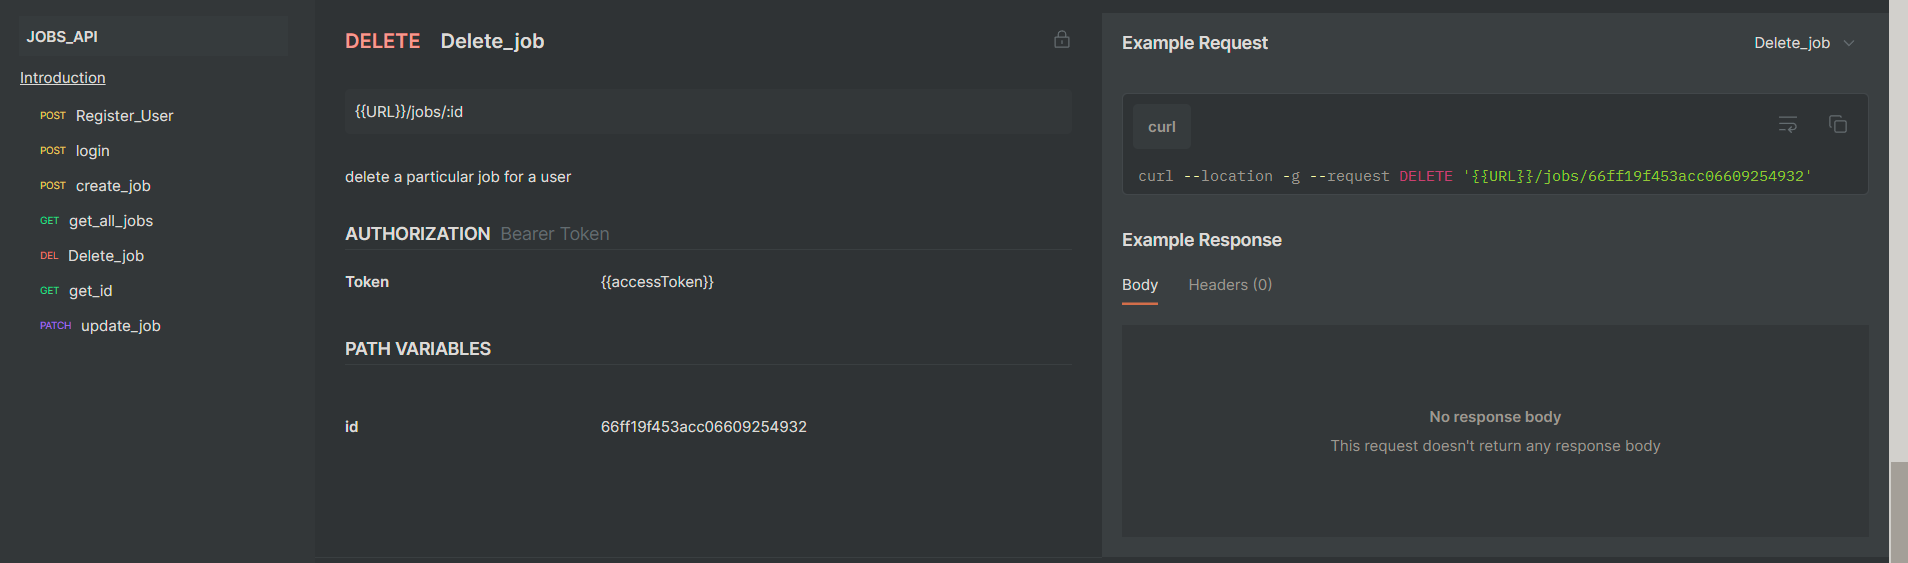 JOBS_API
Introduction
POST Register_User
POST login
POST create_job
GET get_all_jobs
DEL Delete_job
GET get_id
PATCH update_job
DELETE Delete_job
{{URL}}/jobs/:id
delete a particular job for a user
AUTHORIZATION Bearer Token
Token {{accessToken}}
PATH VARIABLES
id 66ff19f453acc06609254932
Example Request Delete_job
curl
curl --location -g --request DELETE '{{URL}}/jobs/66ff19f453acc06609254932'
Example Response
Body Headers (0)
No response body
This request doesn't return any response body